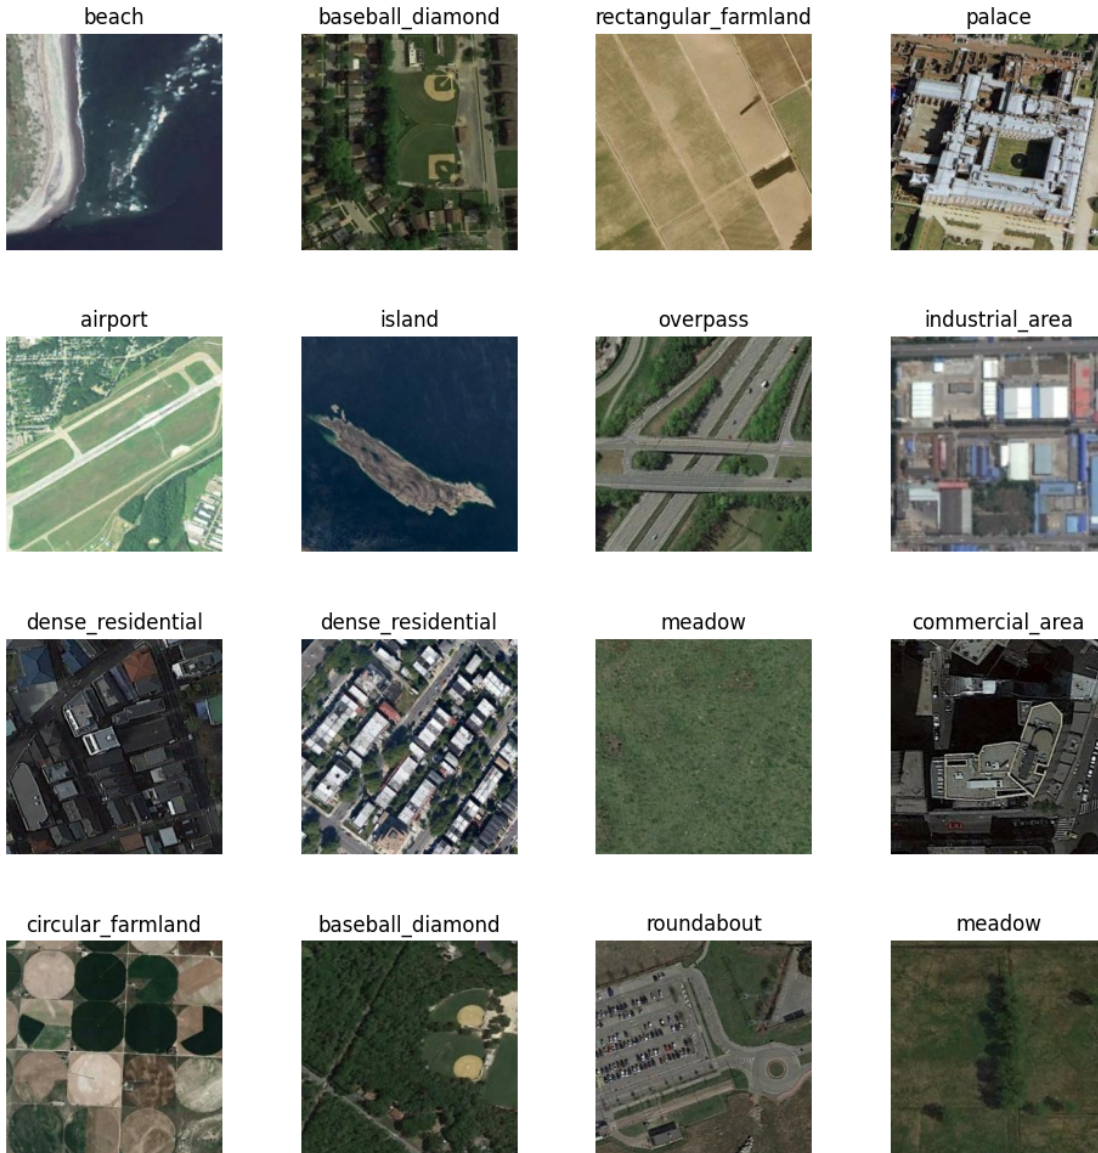 beach
baseball_diamond
rectangular_farmland
palace
airport
island
overpass
industrial_area
dense_residential
dense_residential
meadow
commercial_area
circular_farmland
baseball_diamond
roundabout
meadow